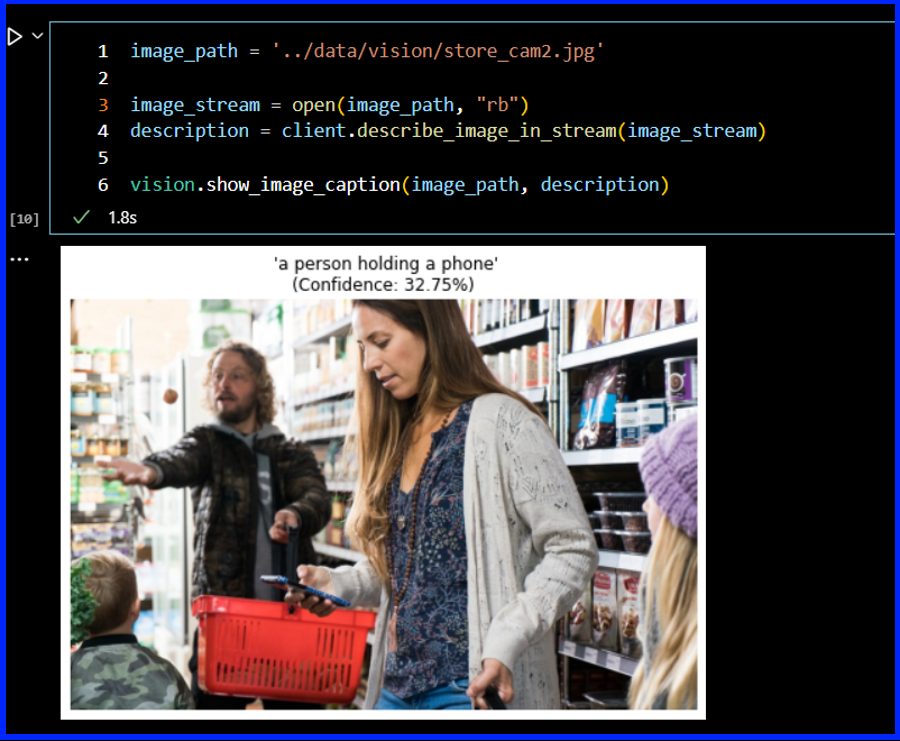 1 image_path = '../data/vision/store_cam2.jpg'
2
3 image_stream = open(image_path, "rb")
4 description = client.describe_image_in_stream(image_stream)
5
6 vision.show_image_caption(image_path, description)
[10] ✓ 1.8s
...
'a person holding a phone'
(Confidence: 32.75%)